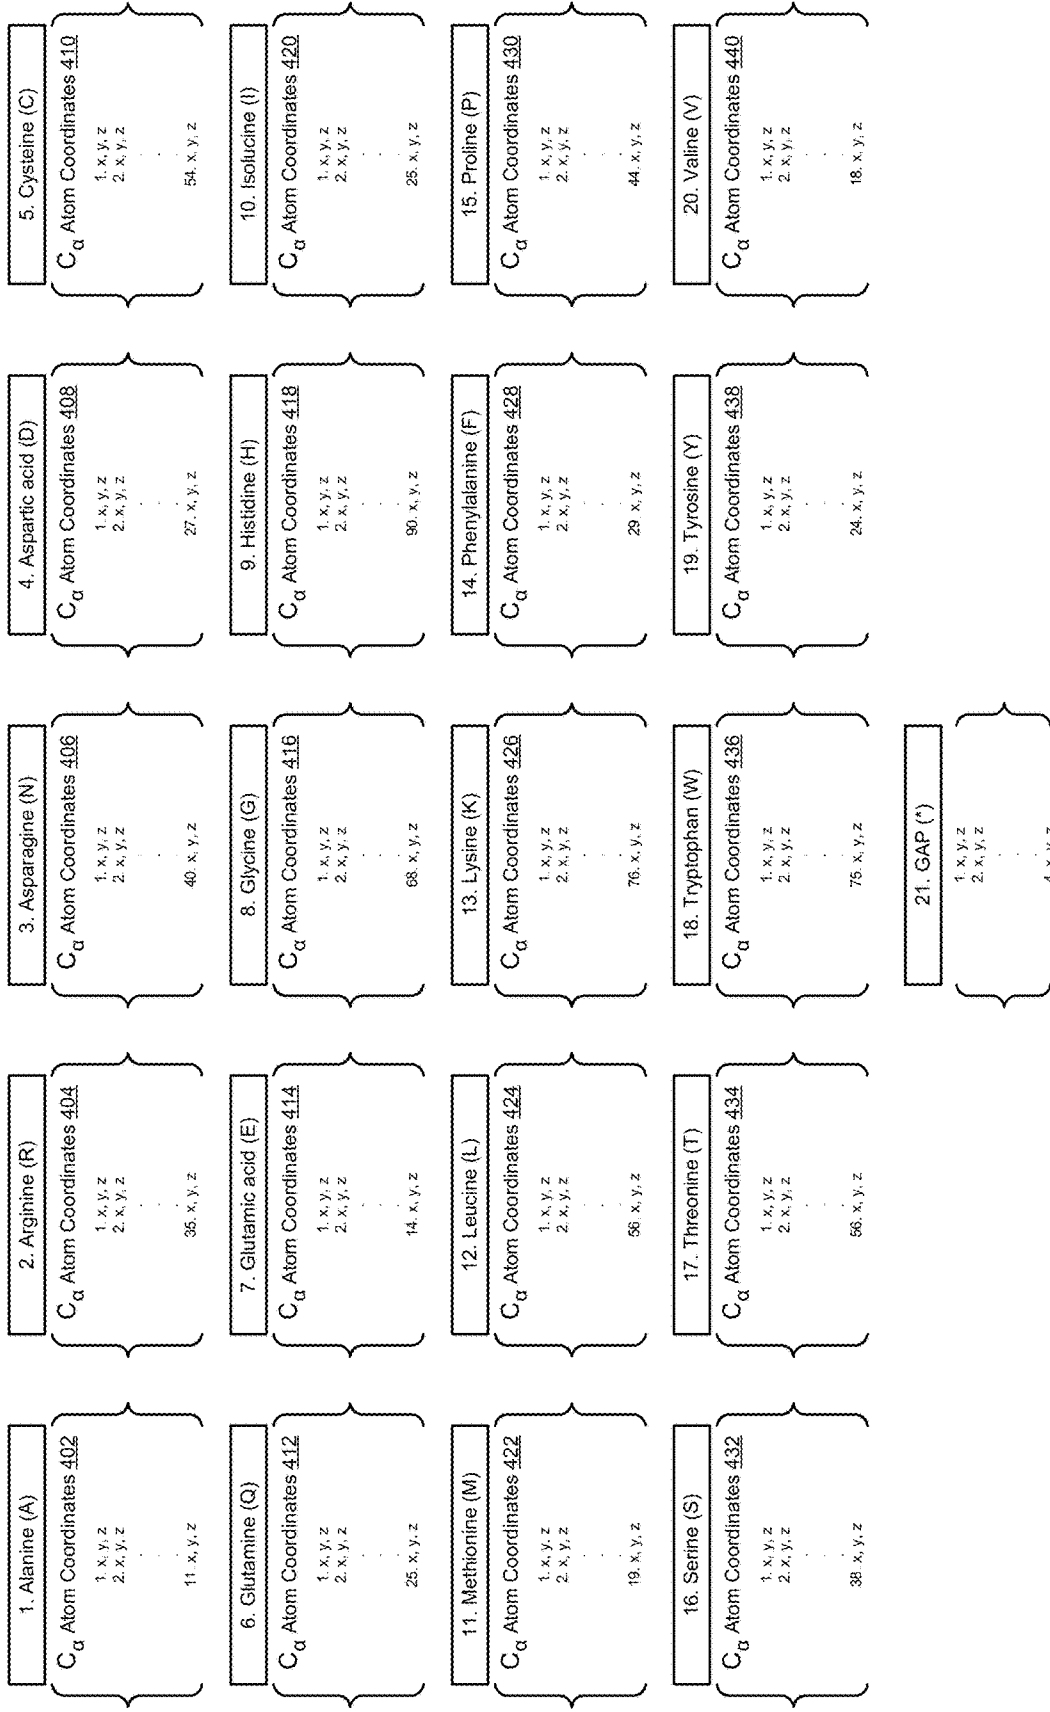 1. Alanine (A)
Cα Atom Coordinates 402
1. x, y, z
2. x, y, z
11. x, y, z
2. Arginine (R)
Cα Atom Coordinates 404
1. x, y, z
2. x, y, z
35. x, y, z
3. Asparagine (N)
Cα Atom Coordinates 406
1. x, y, z
2. x, y, z
40. x, y, z
4. Aspartic acid (D)
Cα Atom Coordinates 408
1. x, y, z
2. x, y, z
27. x, y, z
5. Cysteine (C)
Cα Atom Coordinates 410
1. x, y, z
2. x, y, z
54. x, y, z
6. Glutamine (Q)
Cα Atom Coordinates 412
1. x, y, z
2. x, y, z
25. x, y, z
7. Glutamic acid (E)
Cα Atom Coordinates 414
1. x, y, z
2. x, y, z
14. x, y, z
8. Glycine (G)
Cα Atom Coordinates 416
1. x, y, z
2. x, y, z
68. x, y, z
9. Histidine (H)
Cα Atom Coordinates 418
1. x, y, z
2. x, y, z
90. x, y, z
10. Isolucine (I)
Cα Atom Coordinates 420
1. x, y, z
2. x, y, z
25. x, y, z
11. Methionine (M)
Cα Atom Coordinates 422
1. x, y, z
2. x, y, z
19. x, y, z
12. Leucine (L)
Cα Atom Coordinates 424
1. x, y, z
2. x, y, z
56. x, y, z
13. Lysine (K)
Cα Atom Coordinates 426
1. x, y, z
2. x, y, z
76. x, y, z
14. Phenylalanine (F)
Cα Atom Coordinates 428
1. x, y, z
2. x, y, z
29. x, y, z
15. Proline (P)
Cα Atom Coordinates 430
1. x, y, z
2. x, y, z
44. x, y, z
16. Serine (S)
Cα Atom Coordinates 432
1. x, y, z
2. x, y, z
38. x, y, z
17. Threonine (T)
Cα Atom Coordinates 434
1. x, y, z
2. x, y, z
56. x, y, z
18. Tryptophan (W)
Cα Atom Coordinates 436
1. x, y, z
2. x, y, z
75. x, y, z
19. Tyrosine (Y)
Cα Atom Coordinates 438
1. x, y, z
2. x, y, z
24. x, y, z
20. Valine (V)
Cα Atom Coordinates 440
1. x, y, z
2. x, y, z
18. x, y, z
21. GAP (*)
1. x, y, z
2. x, y, z